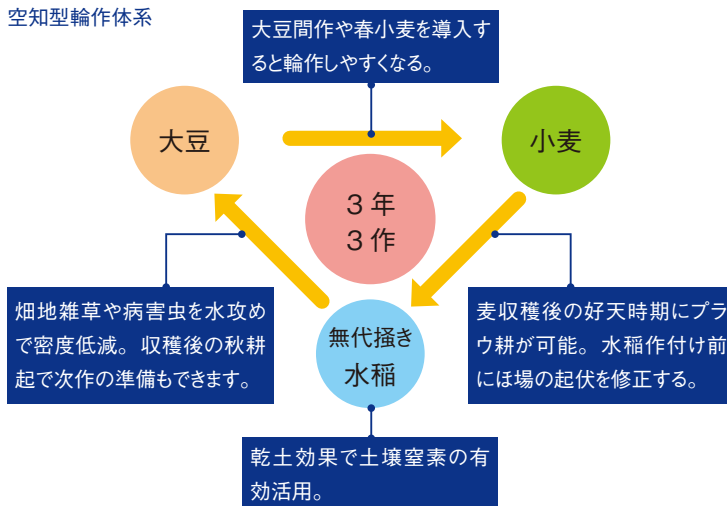 空知型輪作体系
大豆間作や春小麦を導入す
ると輪作しやすくなる。
大豆
小麦
3年
3作
畑地雑草や病害虫を水攻め
で密度低減。収穫後の秋耕
起で次作の準備もできます。
無代掻き
水稲
麦収穫後の好天時期にプラ
ウ耕が可能。水稲作付け前
にほ場の起伏を修正する。
乾土効果で土壌窒素の有
効活用。